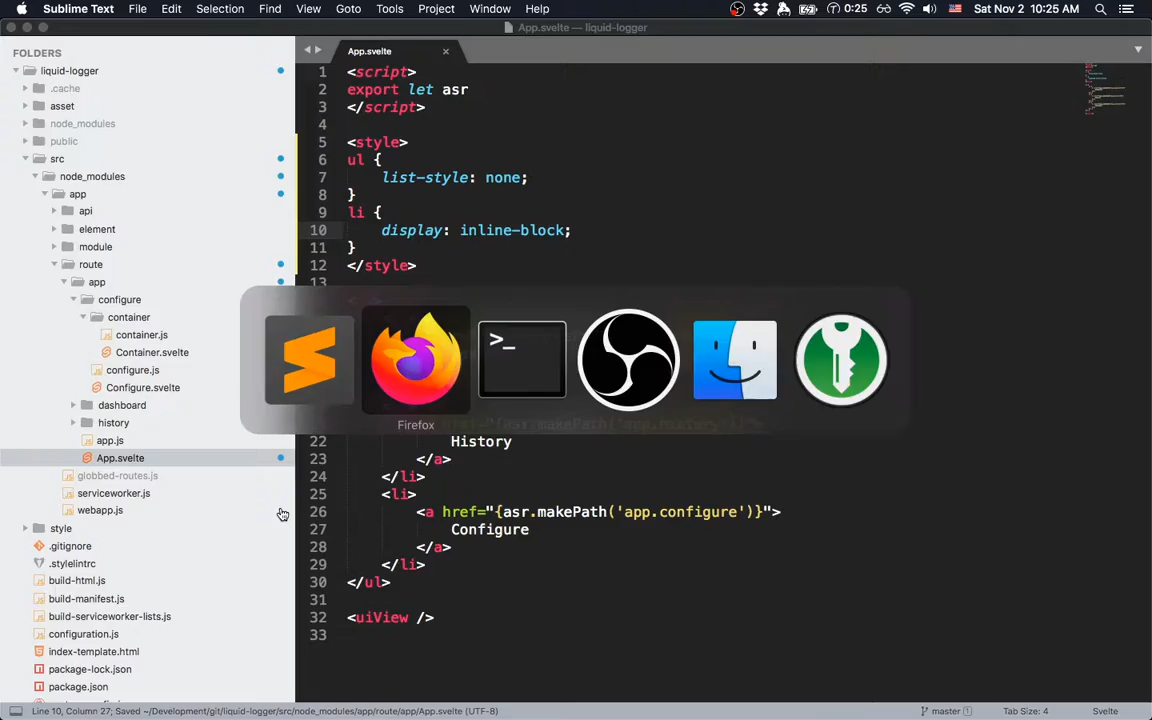 Sublime Text File Edit Selection Find View Goto Tools Project Window Help 0:25 Sat Nov 2 10:25 AM
App.svelte — liquid-logger
FOLDERS
liquid-logger
.cache
asset
node_modules
public
src
node_modules
app
api
element
module
route
app
configure
container
container.js
Container.svelte
configure.js
Configure.svelte
dashboard
history
app.js
App.svelte
globbed-routes.js
serviceworker.js
webapp.js
style
.gitignore
.stylelintrc
build-html.js
build-manifest.js
build-serviceworker-lists.js
configuration.js
index-template.html
package-lock.json
package.json
App.svelte ×
1 <script>
2 export let asr
3 </script>
4
5 <style>
6 ul {
7 list-style: none;
8 }
9 li {
10 display: inline-block;
11 }
12 </style>
13
>_
Firefox
22 History
23 </a>
24 </li>
25 <li>
26 <a href="{asr.makePath('app.configure')}">
27 Configure
28 </a>
29 </li>
30 </ul>
31
32 <uiView />
33
Line 10, Column 27; Saved ~/Development/git/liquid-logger/src/node_modules/app/route/app/App.svelte (UTF-8) master 1 Tab Size: 4 Svelte